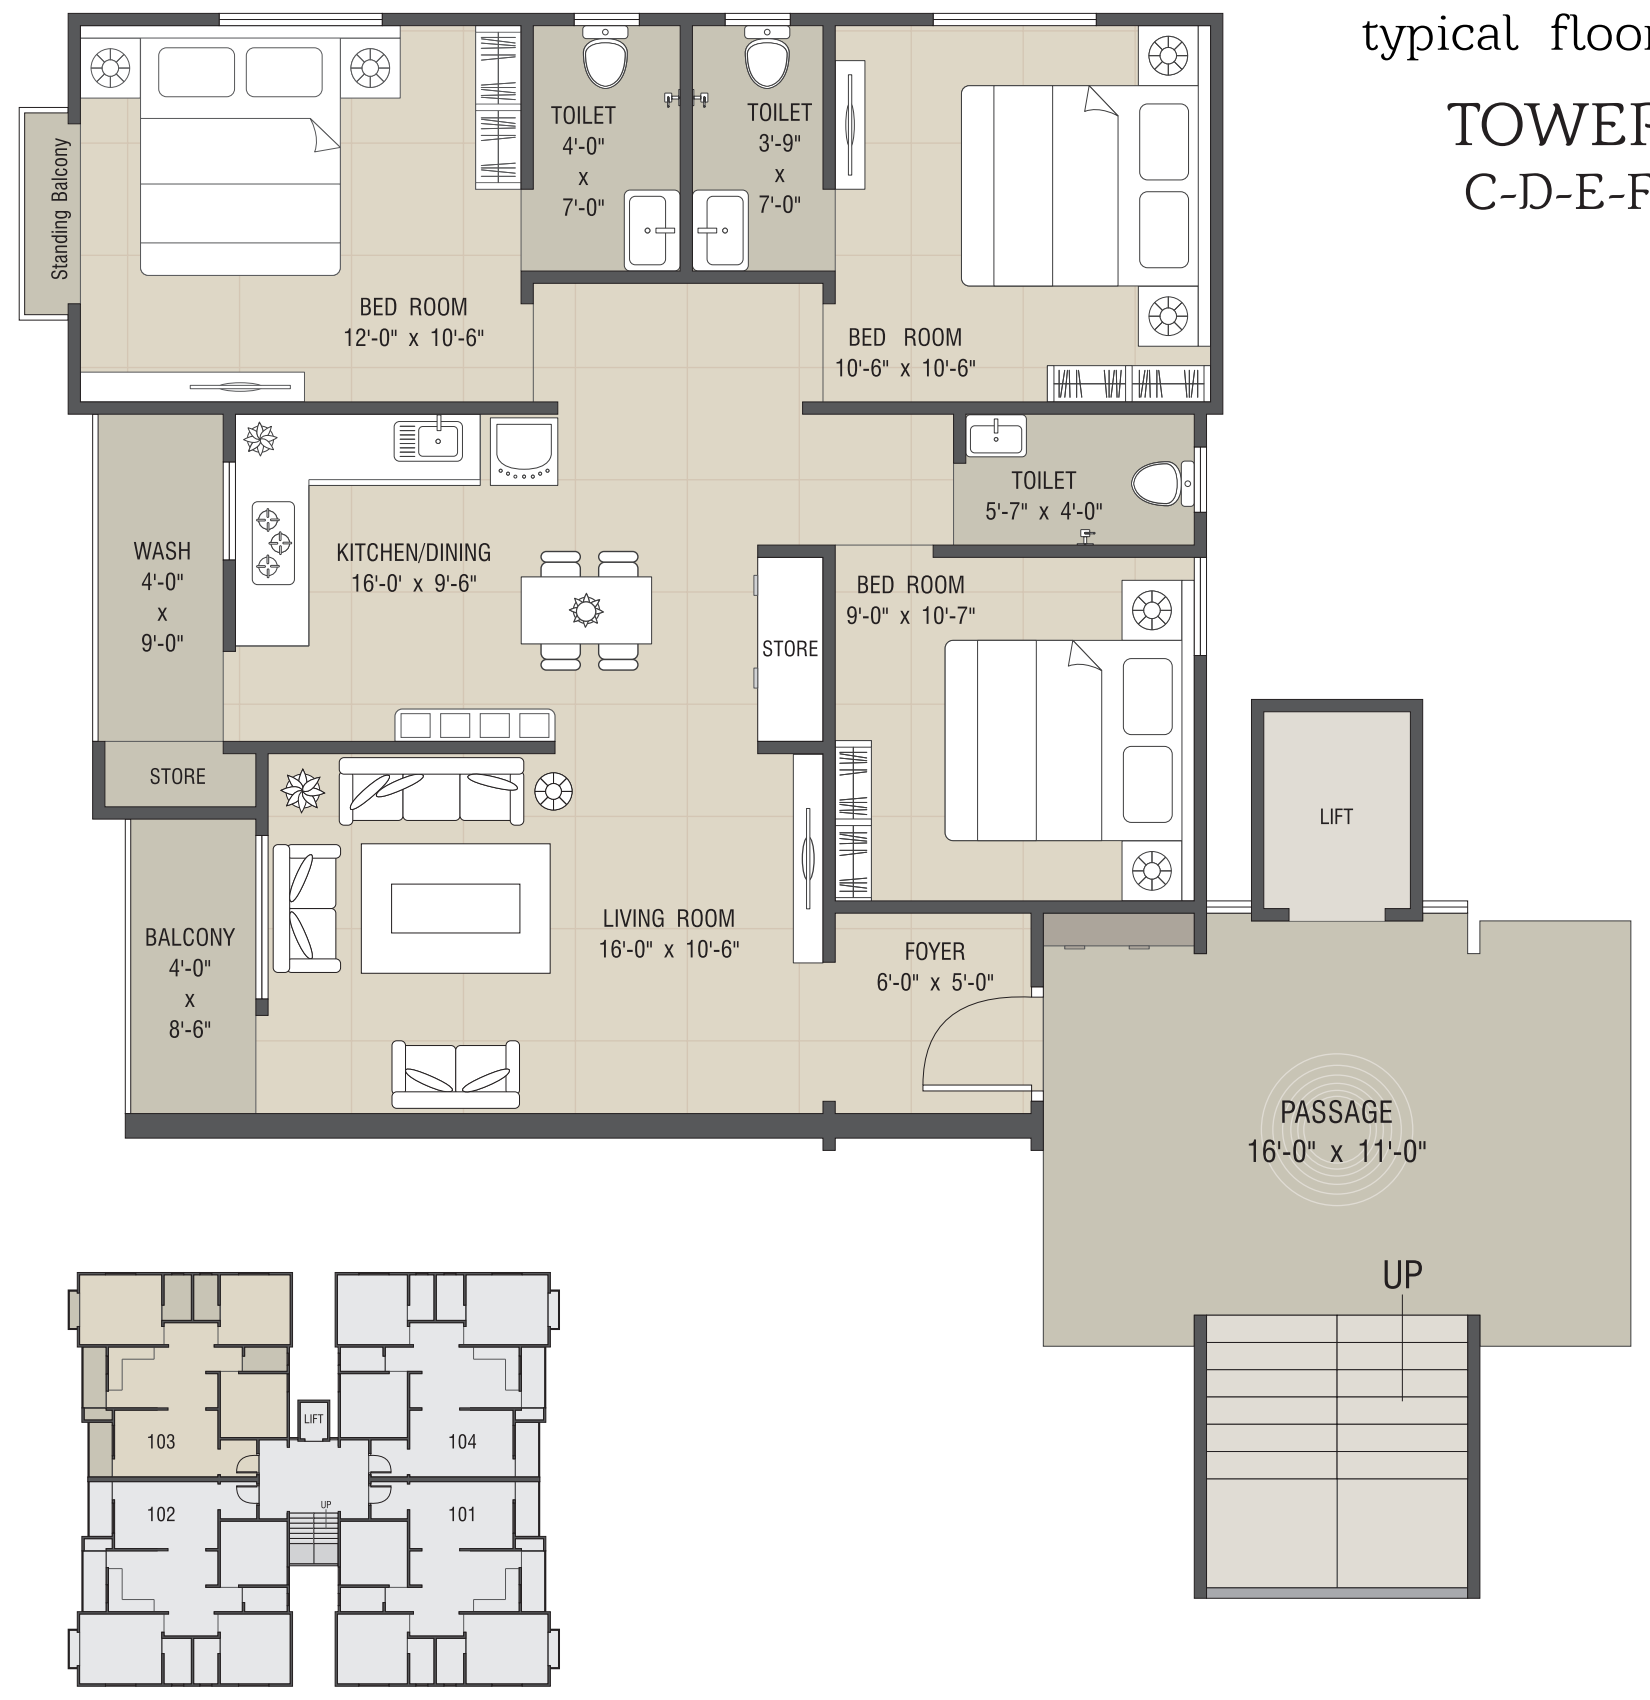 typical floor
TOWER
C-D-E-F
Standing Balcony
TOILET
4'-0"
x
7'-0"
TOILET
3'-9"
x
7'-0"
BED ROOM
12'-0" x 10'-6"
BED ROOM
10'-6" x 10'-6"
TOILET
5'-7" x 4'-0"
WASH
4'-0"
x
9'-0"
KITCHEN/DINING
16'-0' x 9'-6"
BED ROOM
9'-0" x 10'-7"
STORE
STORE
LIFT
BALCONY
4'-0"
x
8'-6"
LIVING ROOM
16'-0" x 10'-6"
FOYER
6'-0" x 5'-0"
PASSAGE
16'-0" x 11'-0"
UP
LIFT
103
104
UP
102
101